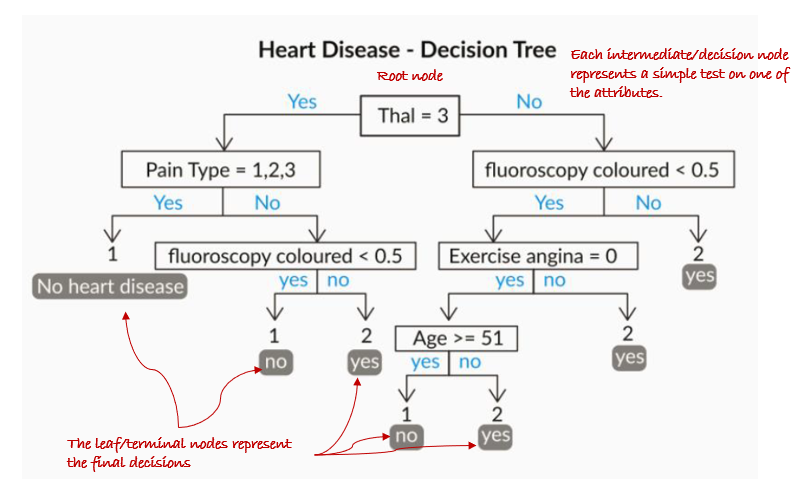 Heart Disease - Decision Tree
Each intermediate/decision node
represents a simple test on one of
the attributes.
Root node
Yes
Thal = 3
No
Pain Type = 1,2,3
fluoroscopy coloured < 0.5
Yes
No
Yes
No
1
No heart disease
fluoroscopy coloured < 0.5
Exercise angina = 0
2
yes
yes
no
yes
no
1
no
2
yes
Age >= 51
2
yes
yes
no
1
no
2
yes
The leaf/terminal nodes represent
the final decisions